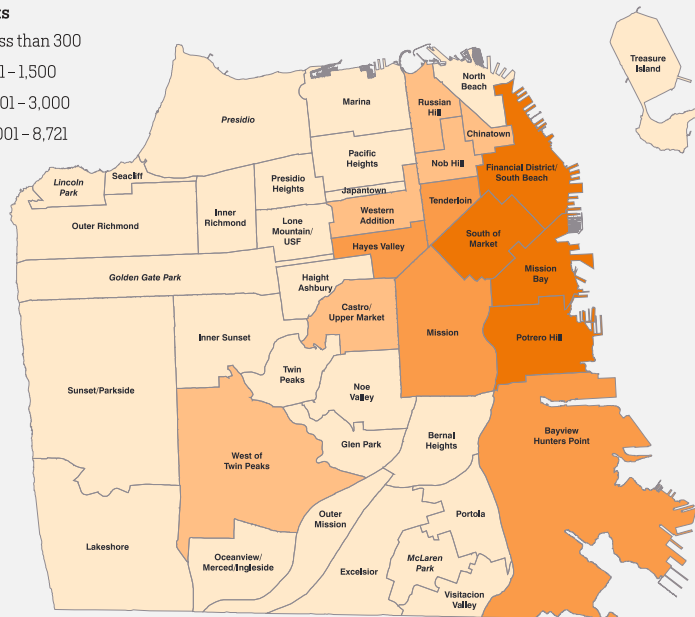 ss than 300
1–1,500
01–3,000
001–8,721
Treasure
Island
North
Beach
Russian
Hill
Marina
Presidio
Chinatown
Pacific
Heights
Nob Hill
Financial District/
South Beach
Seacliff
Lincoln
Park
Presidio
Heights
Japantown
Tenderloin
Inner
Richmond
Western
Addition
Outer Richmond
Lone
Mountain/
USF
South of
Market
Hayes Valley
Mission
Bay
Golden Gate Park
Haight
Ashbury
Castro/
Upper Market
Mission
Potrero Hill
Inner Sunset
Twin
Peaks
Sunset/Parkside
Noe
Valley
Bayview
Hunters Point
Glen Park
Bernal
Heights
West of
Twin Peaks
Outer
Mission
Portola
Lakeshore
Oceanview/
Merced/Ingleside
McLaren
Park
Excelsior
Visitacion
Valley